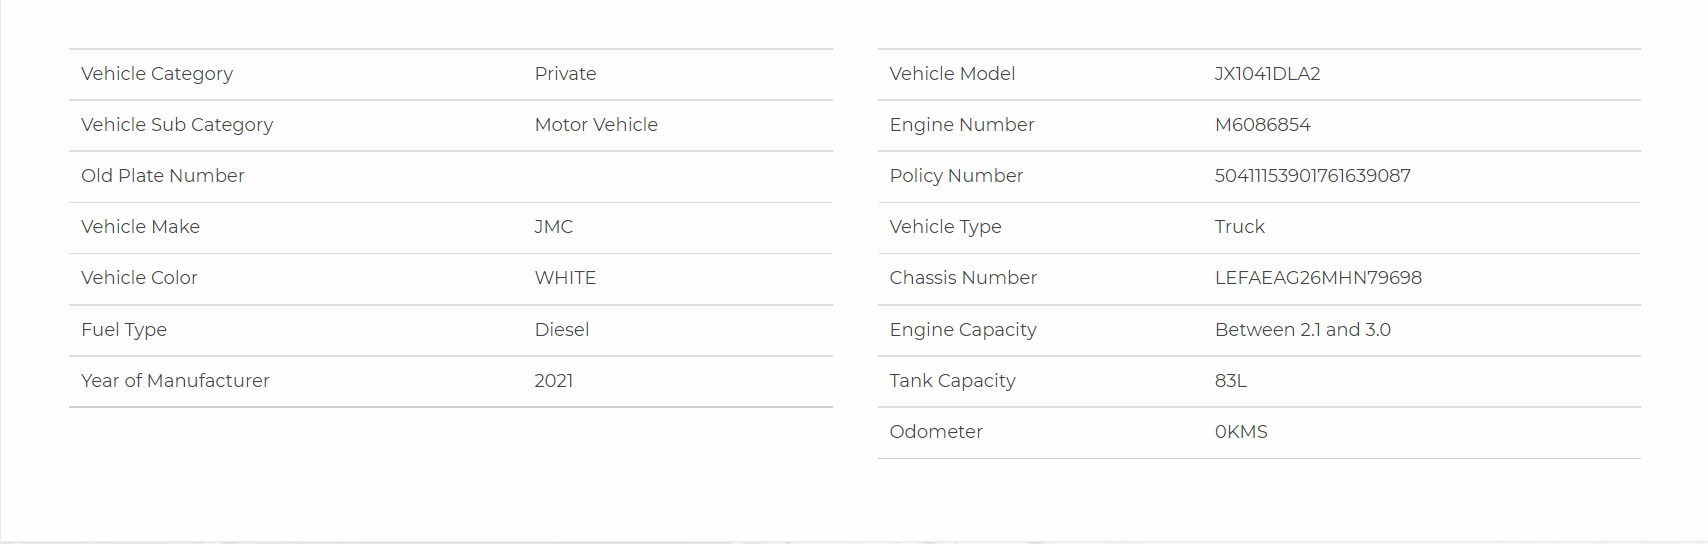 Vehicle Category Private
Vehicle Sub Category Motor Vehicle
Old Plate Number
Vehicle Make JMC
Vehicle Color WHITE
Fuel Type Diesel
Year of Manufacturer 2021
Vehicle Model JX1041DLA2
Engine Number M6086854
Policy Number 50411153901761639087
Vehicle Type Truck
Chassis Number LEFAEAG26MHN79698
Engine Capacity Between 2.1 and 3.0
Tank Capacity 83L
Odometer 0KMS